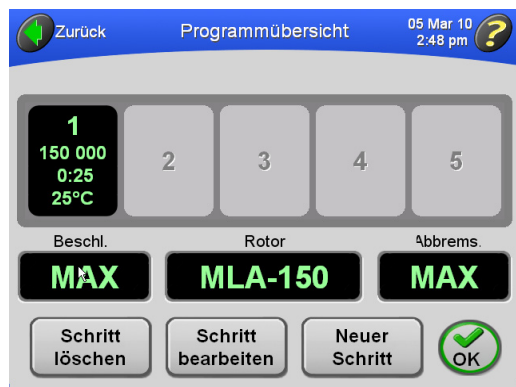 Zurück
Programmübersicht
05 Mar 10
2:48 pm
?
1
150 000
0:25
25°C
2
3
4
5
Beschl.
Rotor
Abbrems.
MAX
MLA-150
MAX
Schritt
löschen
Schritt
bearbeiten
Neuer
Schritt
OK